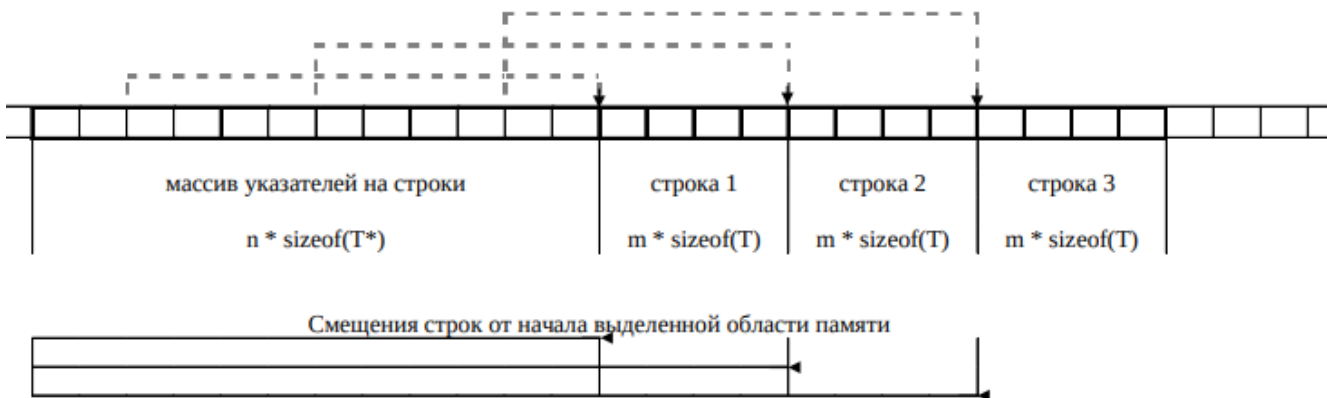 массив указателей на строки
строка 1
строка 2
строка 3
n * sizeof(T*)
m * sizeof(T)
m * sizeof(T)
m * sizeof(T)
Смещения строк от начала выделенной области памяти